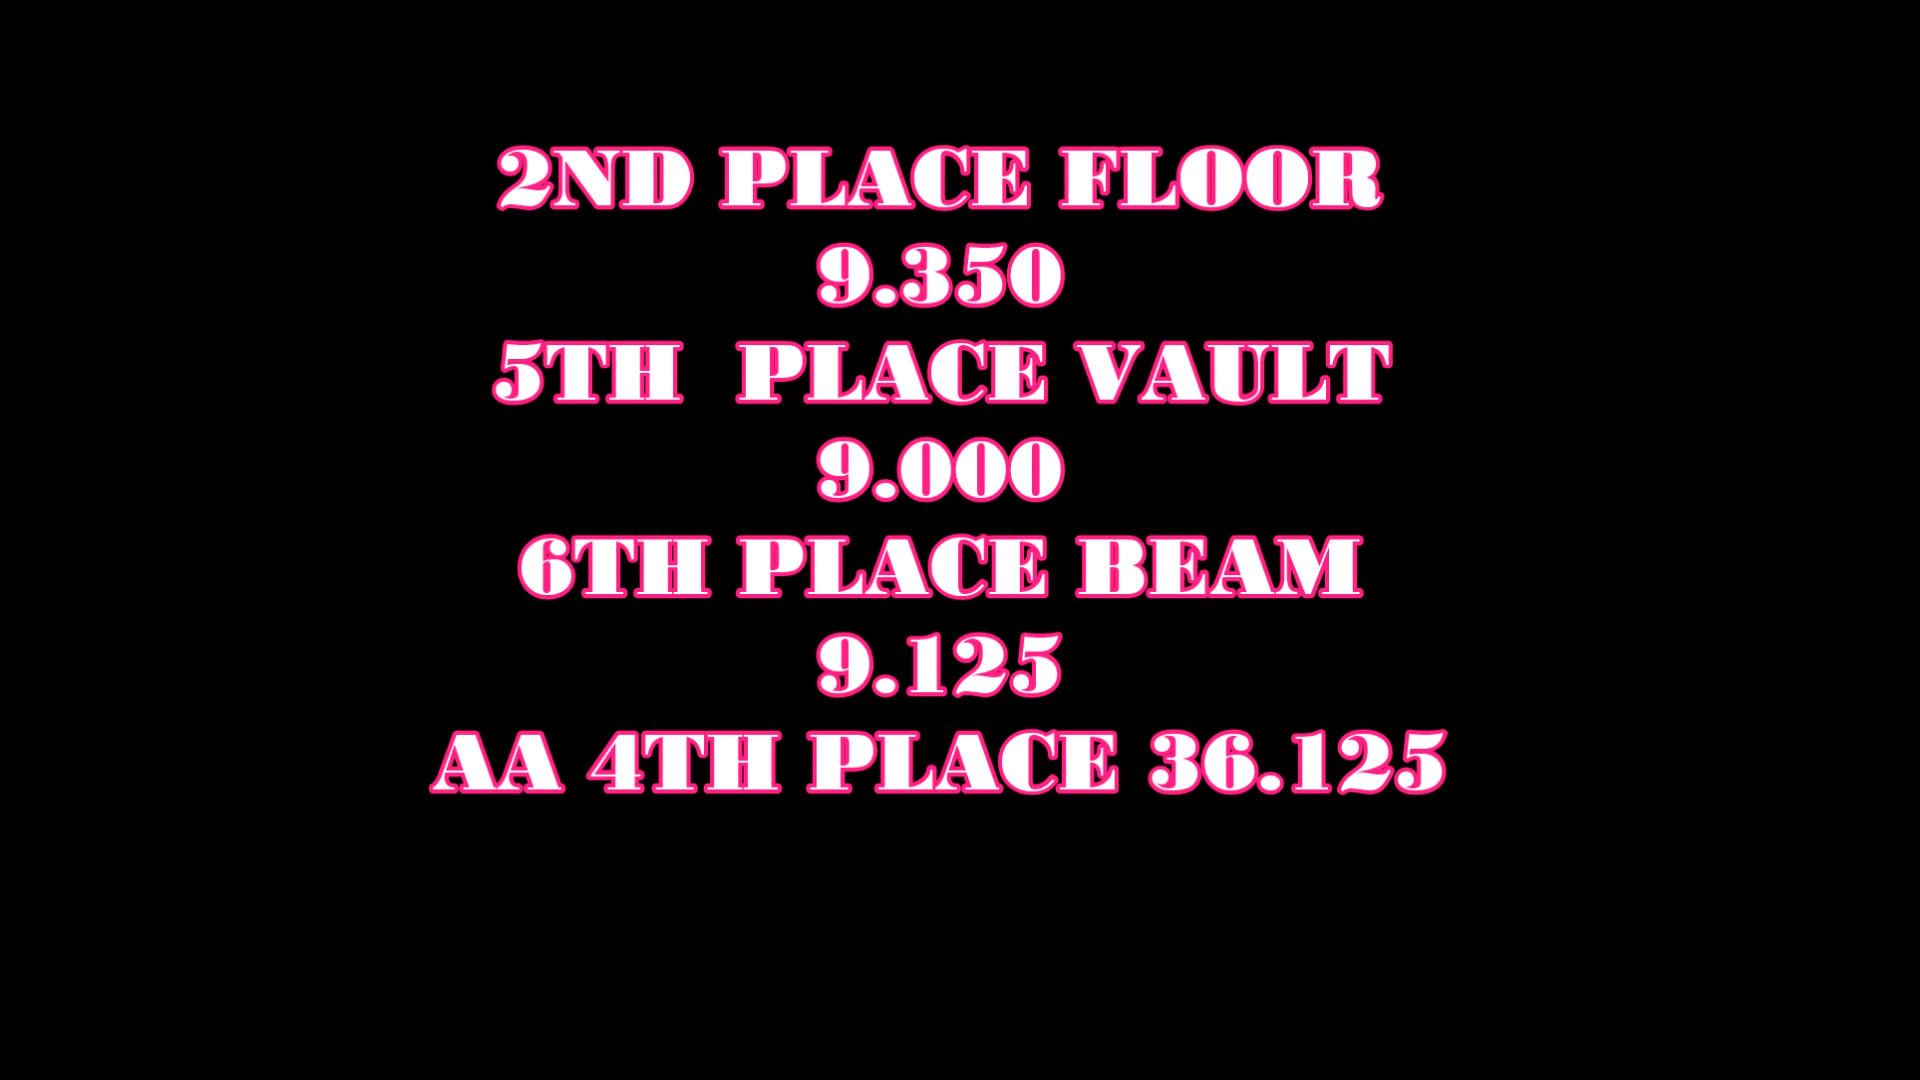 2ND PLACE FLOOR
9.350
5TH  PLACE VAULT
9.000
6TH PLACE BEAM
9.125
AA 4TH PLACE 36.125